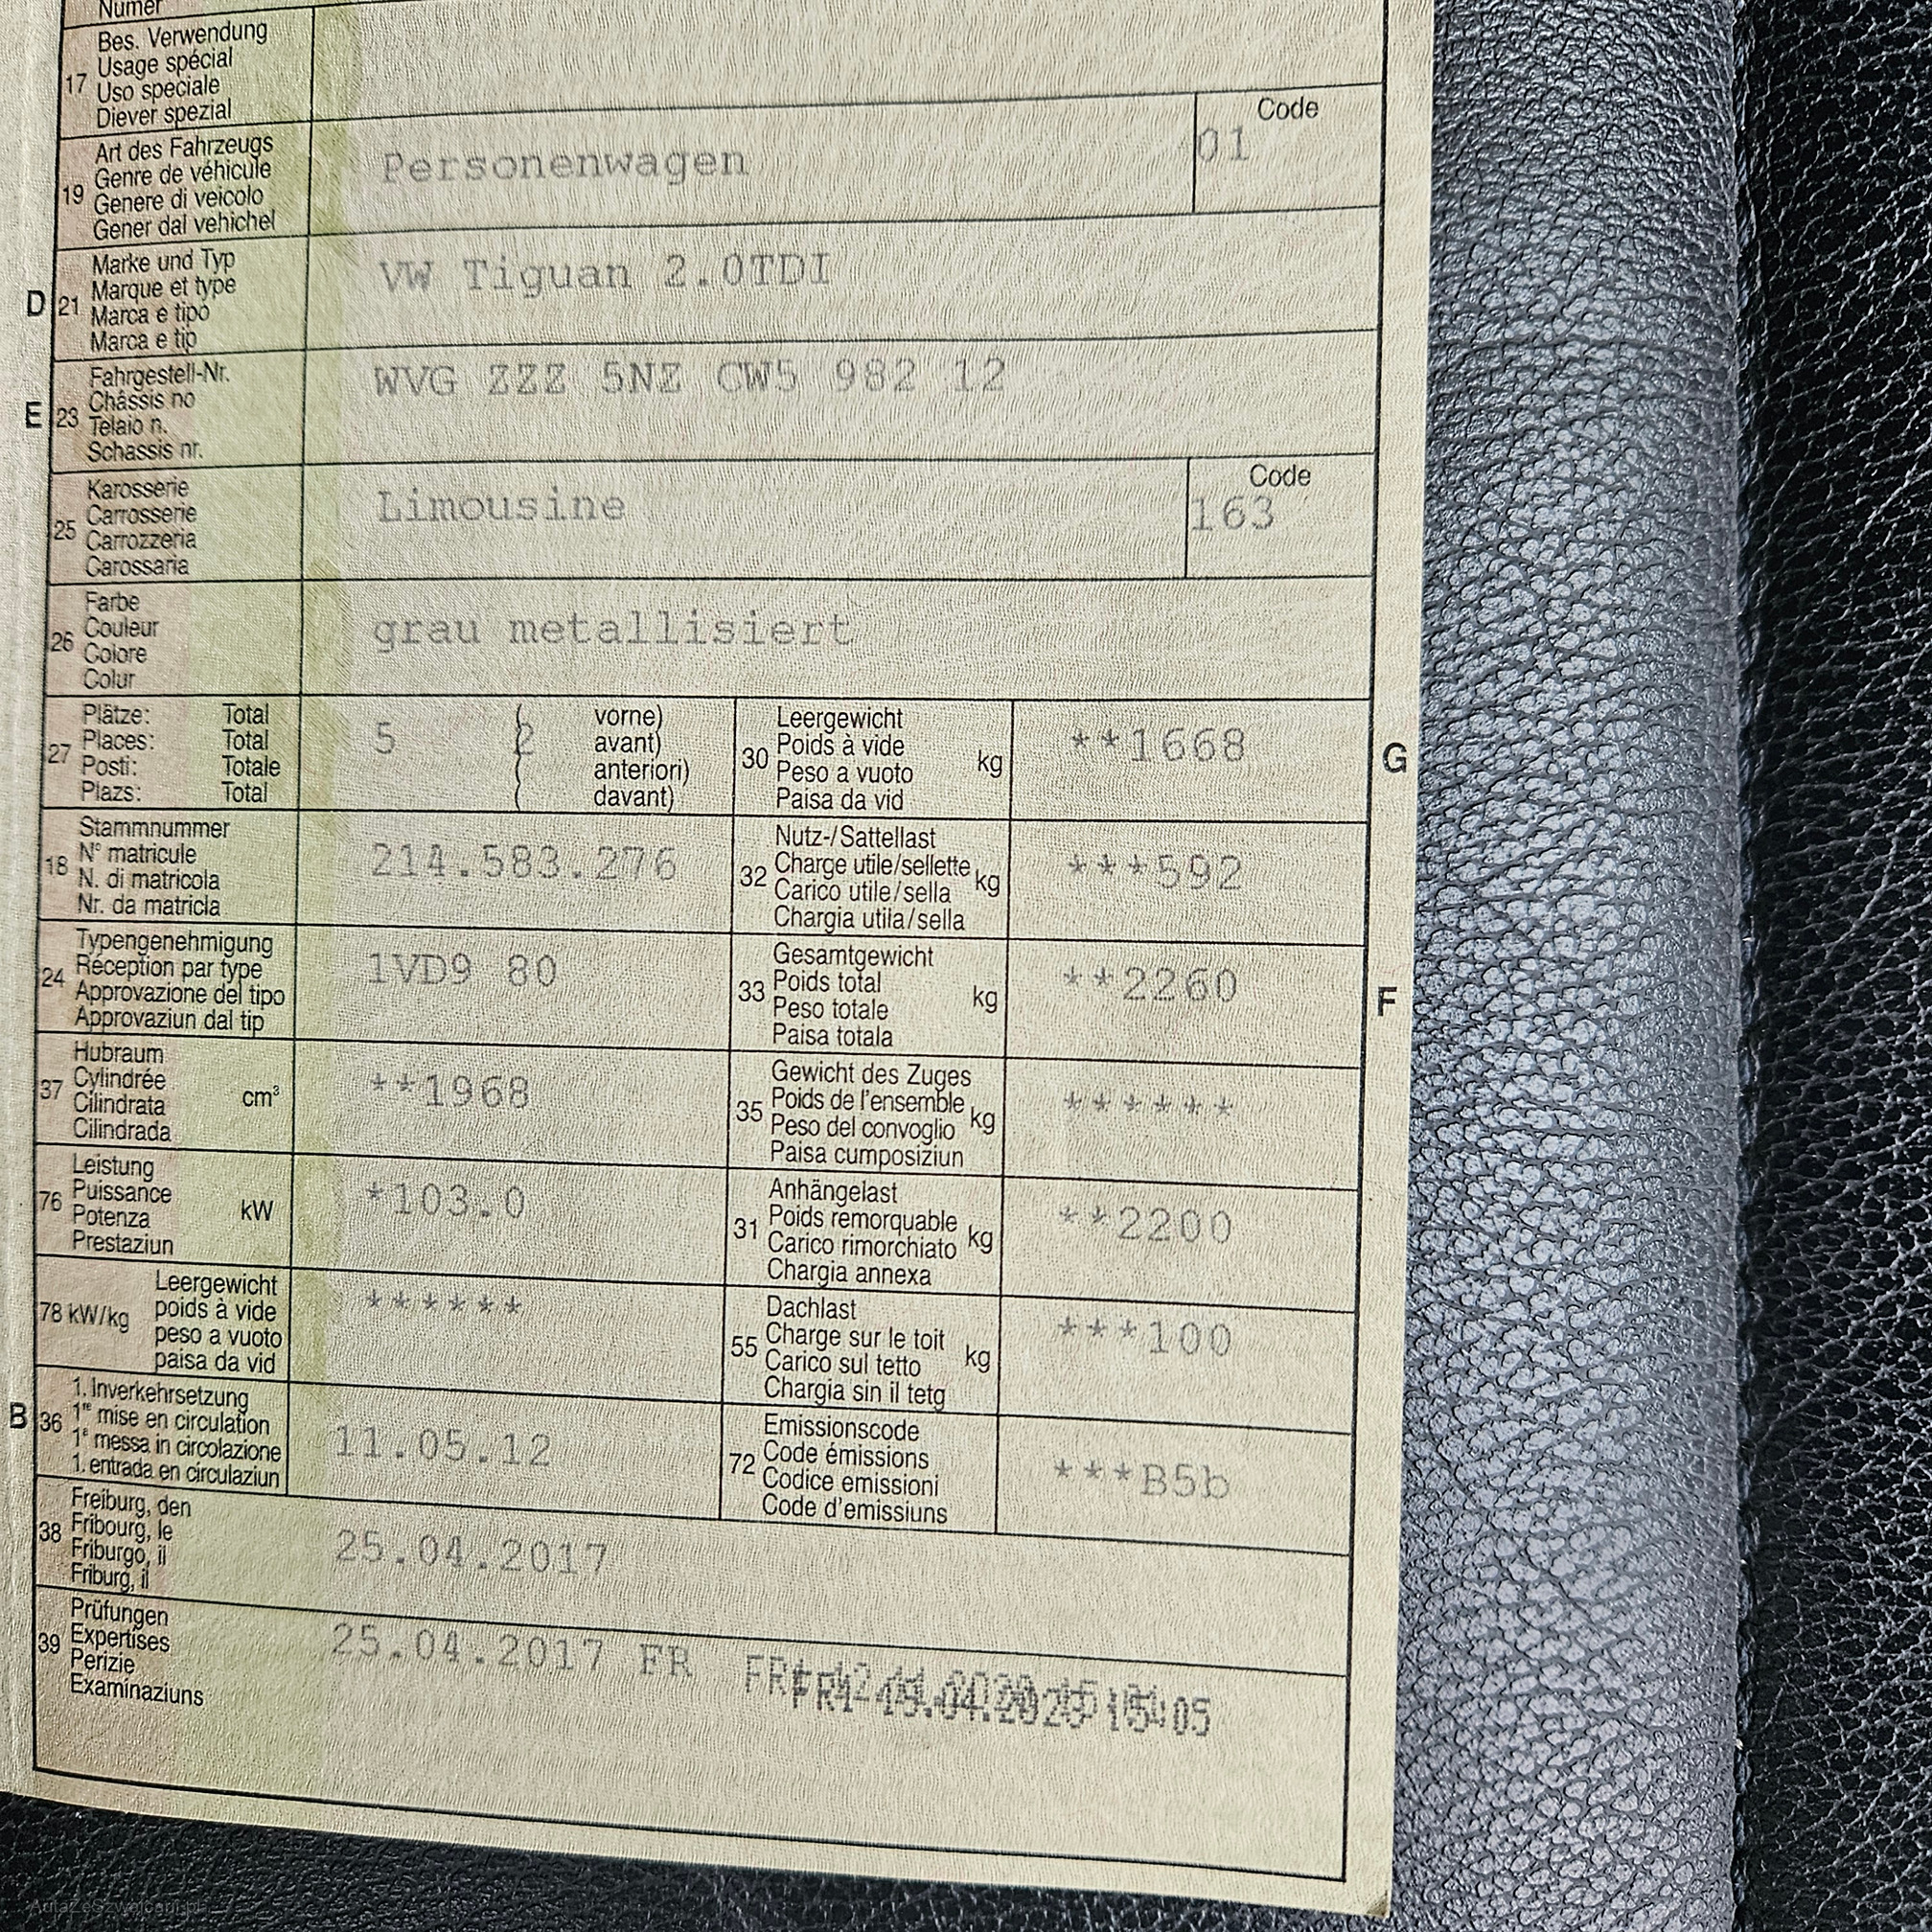 Numer
17 Bes. Verwendung
Usage spécial
Uso speciale
Diever spezial
19 Art des Fahrzeugs
Genre de véhicule
Genere di veicolo
Gener dal vehichel
Personenwagen
Code
01
D 21 Marke und Typ
Marque et type
Marca e tipo
Marca e tip
VW Tiguan 2.0TDI
E 23 Fahrgestell-Nr.
Châssis no
Telaio n.
Schassis nr.
WVG ZZZ 5NZ CW5 982 12
25 Karosserie
Carrosserie
Carrozzeria
Carossaria
Limousine
Code
163
26 Farbe
Couleur
Colore
Colur
grau metallisiert
27 Plätze: Total
Places: Total
Posti: Totale
Plazs: Total
5 ( 2 vorne)
( avant)
( anteriori)
( davant)
30 Leergewicht
Poids à vide kg
Peso a vuoto
Paisa da vid
**1668
G
18 Stammnummer
N° matricule
N. di matricola
Nr. da matricla
214.583.276
32 Nutz-/Sattellast
Charge utile/sellette kg
Carico utile/sella
Chargia utila/sella
***592
24 Typengenehmigung
Réception par type
Approvazione del tipo
Approvaziun dal tip
1VD9 80
33 Gesamtgewicht
Poids total kg
Peso totale
Paisa totala
**2260
F
37 Hubraum
Cylindrée cm³
Cilindrata
Cilindrada
**1968
35 Gewicht des Zuges
Poids de l'ensemble kg
Peso del convoglio
Paisa cumposiziun
******
76 Leistung
Puissance kW
Potenza
Prestaziun
*103.0
31 Anhängelast
Poids remorquable kg
Carico rimorchiato
Chargia annexa
**2200
78 kW/kg Leergewicht
poids à vide
peso a vuoto
paisa da vid
******
55 Dachlast
Charge sur le toit kg
Carico sul tetto
Chargia sin il tetg
***100
B 36 1. Inverkehrsetzung
1re mise en circulation
1a messa in circolazione
1. entrada en circulaziun
11.05.12
72 Emissionscode
Code émissions
Codice emissioni
Code d'emissiuns
***B5b
38 Freiburg, den
Fribourg, le
Friburgo, il
Friburg, il
25.04.2017
39 Prüfungen
Expertises
Perizie
Examinaziuns
25.04.2017 FR
AutaZeSzwajcarii.pl